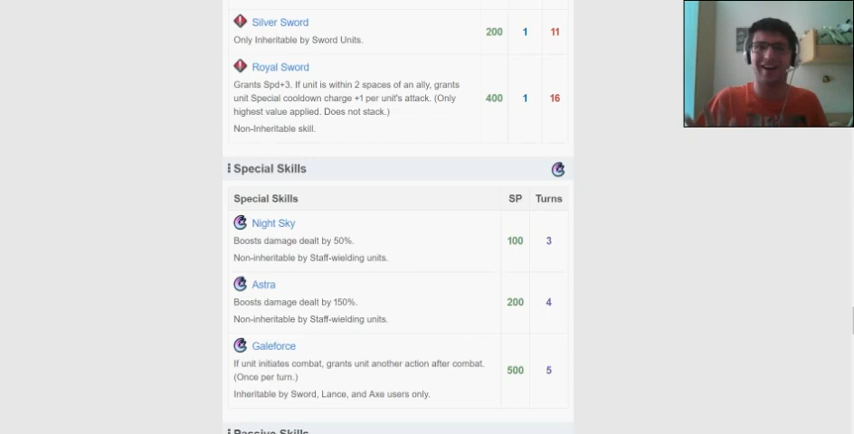 Silver Sword
Only Inheritable by Sword Units.
200 1 11
Royal Sword
Grants Spd+3. If unit is within 2 spaces of an ally, grants
unit Special cooldown charge +1 per unit's attack. (Only
highest value applied. Does not stack.)
Non-Inheritable skill.
400 1 16
Special Skills
Special Skills SP Turns
Night Sky
Boosts damage dealt by 50%.
Non-inheritable by Staff-wielding units.
100 3
Astra
Boosts damage dealt by 150%.
Non-inheritable by Staff-wielding units.
200 4
Galeforce
If unit initiates combat, grants unit another action after combat.
(Once per turn.)
Inheritable by Sword, Lance, and Axe users only.
500 5
Passive Skills